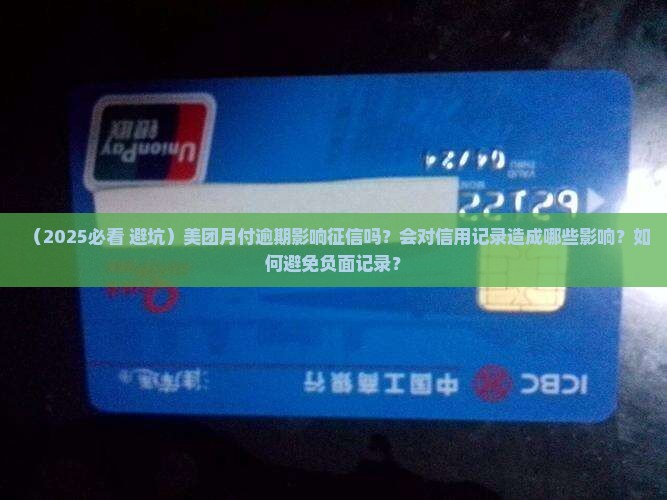 银联
UnionPay
04/24
（2025必看 避坑）美团月付逾期影响征信吗？会对信用记录造成哪些影响？如
何避免负面记录？
ICBC 中国工商银行